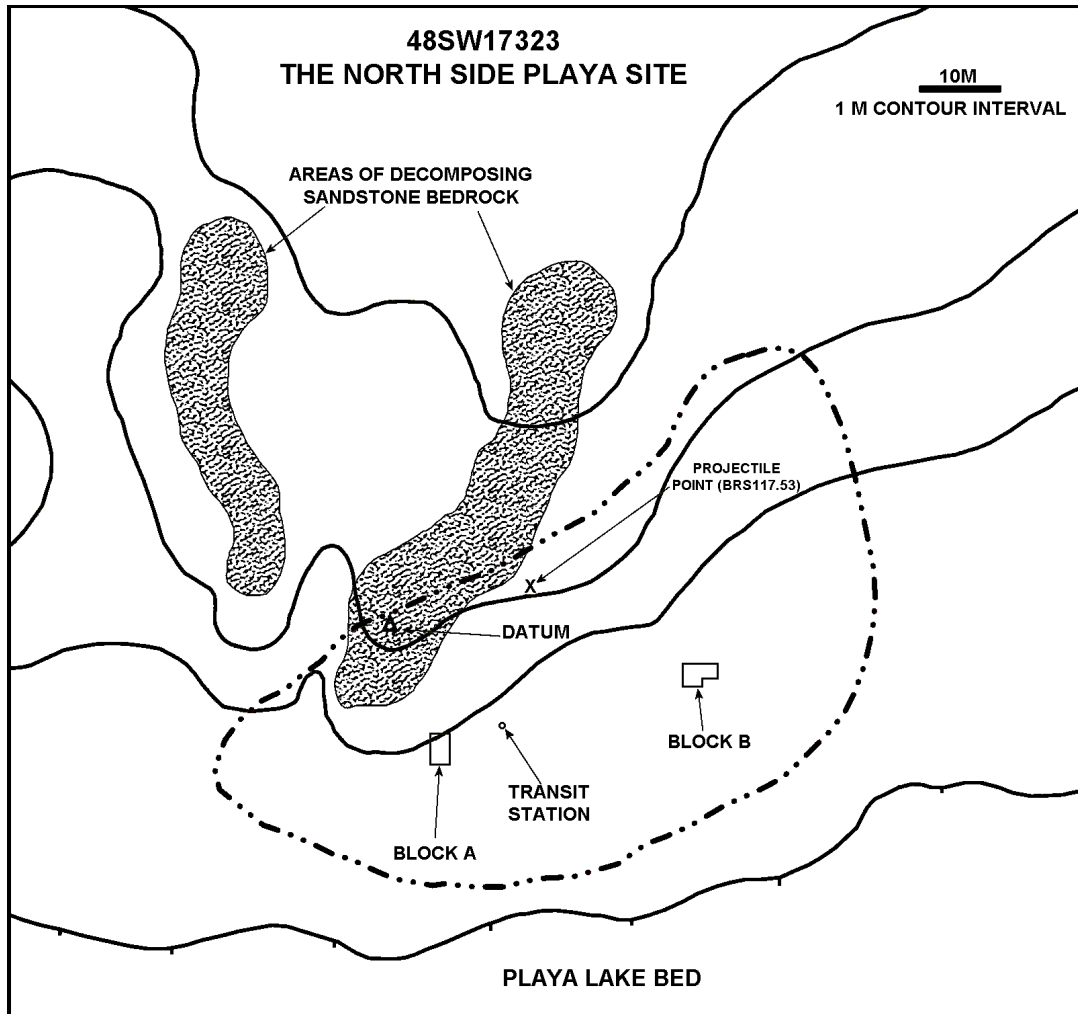 48SW17323
THE NORTH SIDE PLAYA SITE
10M
1 M CONTOUR INTERVAL
AREAS OF DECOMPOSING
SANDSTONE BEDROCK
PROJECTILE
POINT (BRS117.53)
X
A
DATUM
BLOCK B
TRANSIT
STATION
BLOCK A
PLAYA LAKE BED